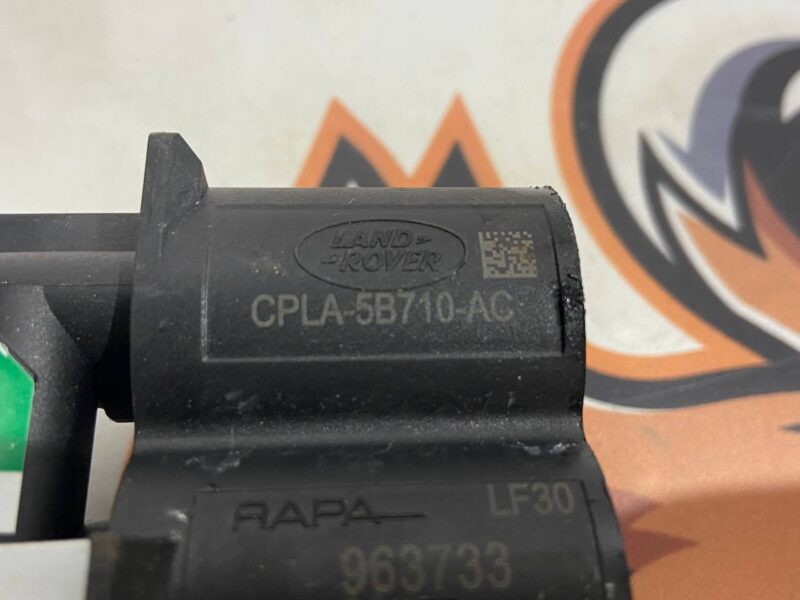 LAND
ROVER
CPLA-5B710-AC
RAPA
LF30
963733